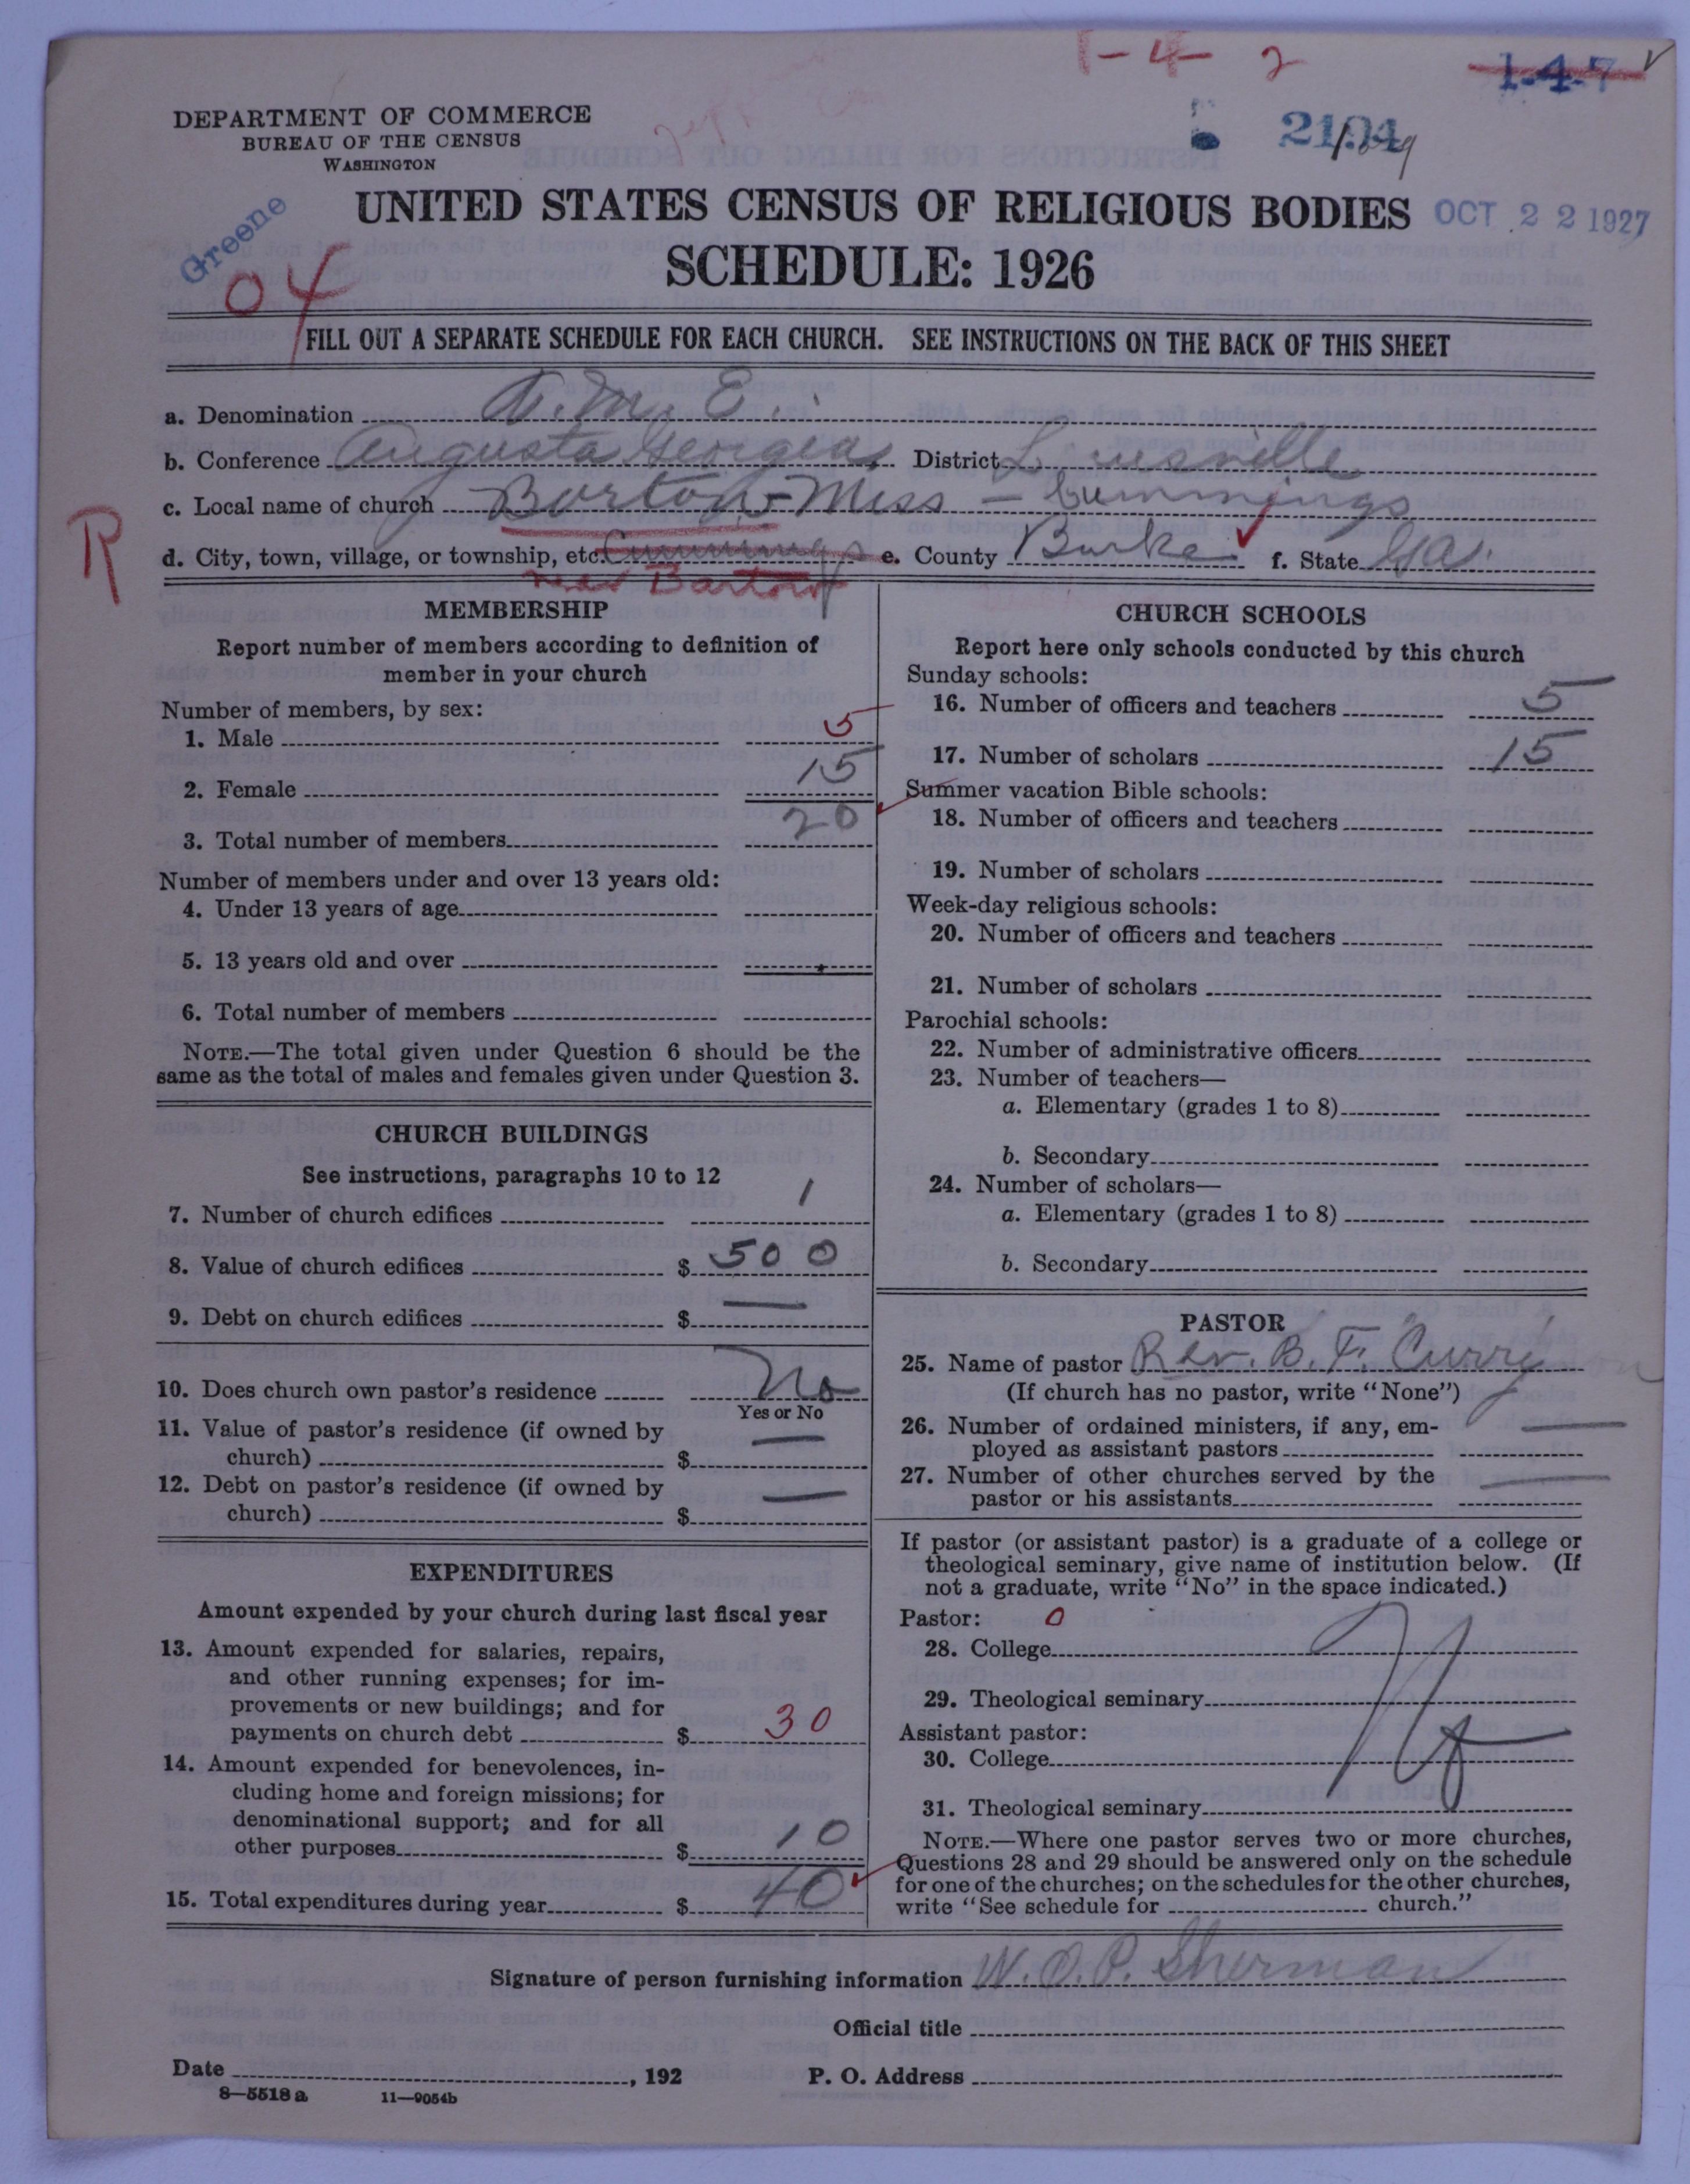 1-4- 2
1-4-7
DEPARTMENT OF COMMERCE
BUREAU OF THE CENSUS
WASHINGTON
2194
Greene
UNITED STATES CENSUS OF RELIGIOUS BODIES OCT 22 1927
SCHEDULE: 1926
04
FILL OUT A SEPARATE SCHEDULE FOR EACH CHURCH. SEE INSTRUCTIONS ON THE BACK OF THIS SHEET
a. Denomination A.M.E.
b. Conference Augusta Georgia District Louisville
c. Local name of church Bartow - Miss - Cummings
R
d. City, town, village, or township, etc. Cummings e. County Burke f. State Ga.
near Bartow
MEMBERSHIP
Report number of members according to definition of
member in your church
Number of members, by sex:
1. Male 5
2. Female 15
3. Total number of members 20
Number of members under and over 13 years old:
4. Under 13 years of age
5. 13 years old and over
6. Total number of members
NOTE.—The total given under Question 6 should be the
same as the total of males and females given under Question 3.
CHURCH BUILDINGS
See instructions, paragraphs 10 to 12
7. Number of church edifices 1
8. Value of church edifices $ 500
9. Debt on church edifices $ —
10. Does church own pastor's residence No
Yes or No
11. Value of pastor's residence (if owned by
church) $ —
12. Debt on pastor's residence (if owned by
church) $ —
EXPENDITURES
Amount expended by your church during last fiscal year
13. Amount expended for salaries, repairs,
and other running expenses; for im-
provements or new buildings; and for
payments on church debt $ 30
14. Amount expended for benevolences, in-
cluding home and foreign missions; for
denominational support; and for all
other purposes $ 10
15. Total expenditures during year $ 40
CHURCH SCHOOLS
Report here only schools conducted by this church
Sunday schools:
16. Number of officers and teachers 5
17. Number of scholars 15
Summer vacation Bible schools:
18. Number of officers and teachers
19. Number of scholars
Week-day religious schools:
20. Number of officers and teachers
21. Number of scholars
Parochial schools:
22. Number of administrative officers
23. Number of teachers—
a. Elementary (grades 1 to 8)
b. Secondary
24. Number of scholars—
a. Elementary (grades 1 to 8)
b. Secondary
PASTOR
25. Name of pastor Rev. B. F. Curry
(If church has no pastor, write "None")
26. Number of ordained ministers, if any, em-
ployed as assistant pastors —
27. Number of other churches served by the
pastor or his assistants —
If pastor (or assistant pastor) is a graduate of a college or
theological seminary, give name of institution below. (If
not a graduate, write "No" in the space indicated.)
Pastor: 0
28. College
29. Theological seminary No
Assistant pastor:
30. College
31. Theological seminary
NOTE.—Where one pastor serves two or more churches,
Questions 28 and 29 should be answered only on the schedule
for one of the churches; on the schedules for the other churches,
write "See schedule for church."
Signature of person furnishing information W. O. P. Sherman
Official title
Date , 192 P. O. Address
8—5518 a 11—9054b